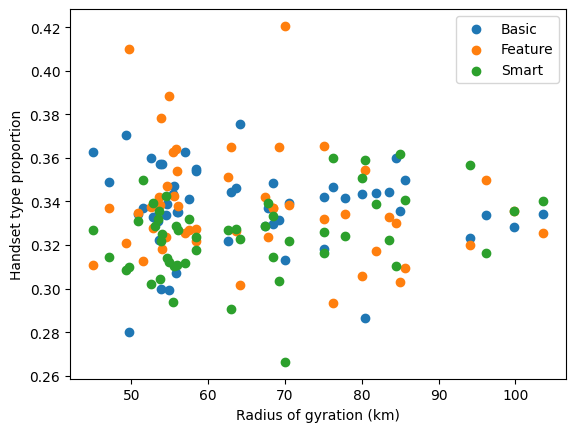 0.42
0.40
0.38
0.36
0.34
0.32
0.30
0.28
0.26
Handset type proportion
Basic
Feature
Smart
50 60 70 80 90 100
Radius of gyration (km)